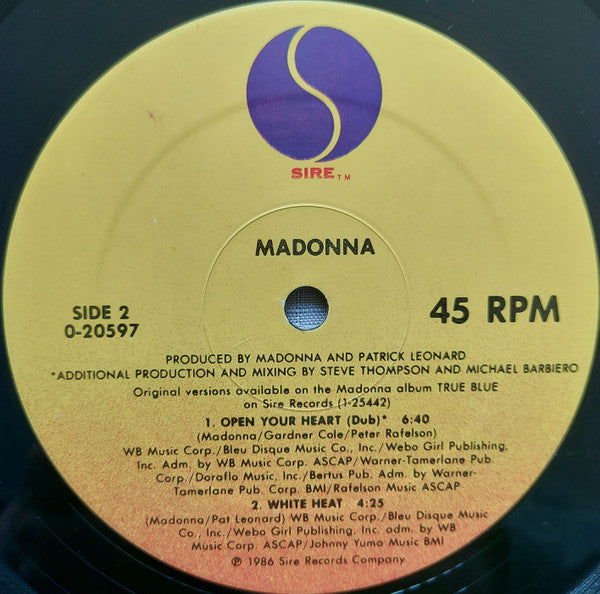 SIRE™
MADONNA
SIDE 2
0-20597
45 RPM
PRODUCED BY MADONNA AND PATRICK LEONARD
*ADDITIONAL PRODUCTION AND MIXING BY STEVE THOMPSON AND MICHAEL BARBIERO
Original versions available on the Madonna album TRUE BLUE
on Sire Records (1-25442)
1. OPEN YOUR HEART (Dub)* 6:40
(Madonna/Gardner Cole/Peter Rafelson)
WB Music Corp./Bleu Disque Music Co., Inc./Webo Girl Publishing,
Inc. Adm. by WB Music Corp. ASCAP/Warner-Tamerlane Pub.
Corp./Doraflo Music, Inc./Bertus Pub. Adm. by Warner-
Tamerlane Pub. Corp. BMI/Rafelson Music ASCAP
2. WHITE HEAT 4:25
(Madonna/Pat Leonard) WB Music Corp./Bleu Disque Music
Co., Inc./Webo Girl Publishing, Inc. adm. by WB
Music Corp. ASCAP/Johnny Yuma Music BMI
℗ 1986 Sire Records Company